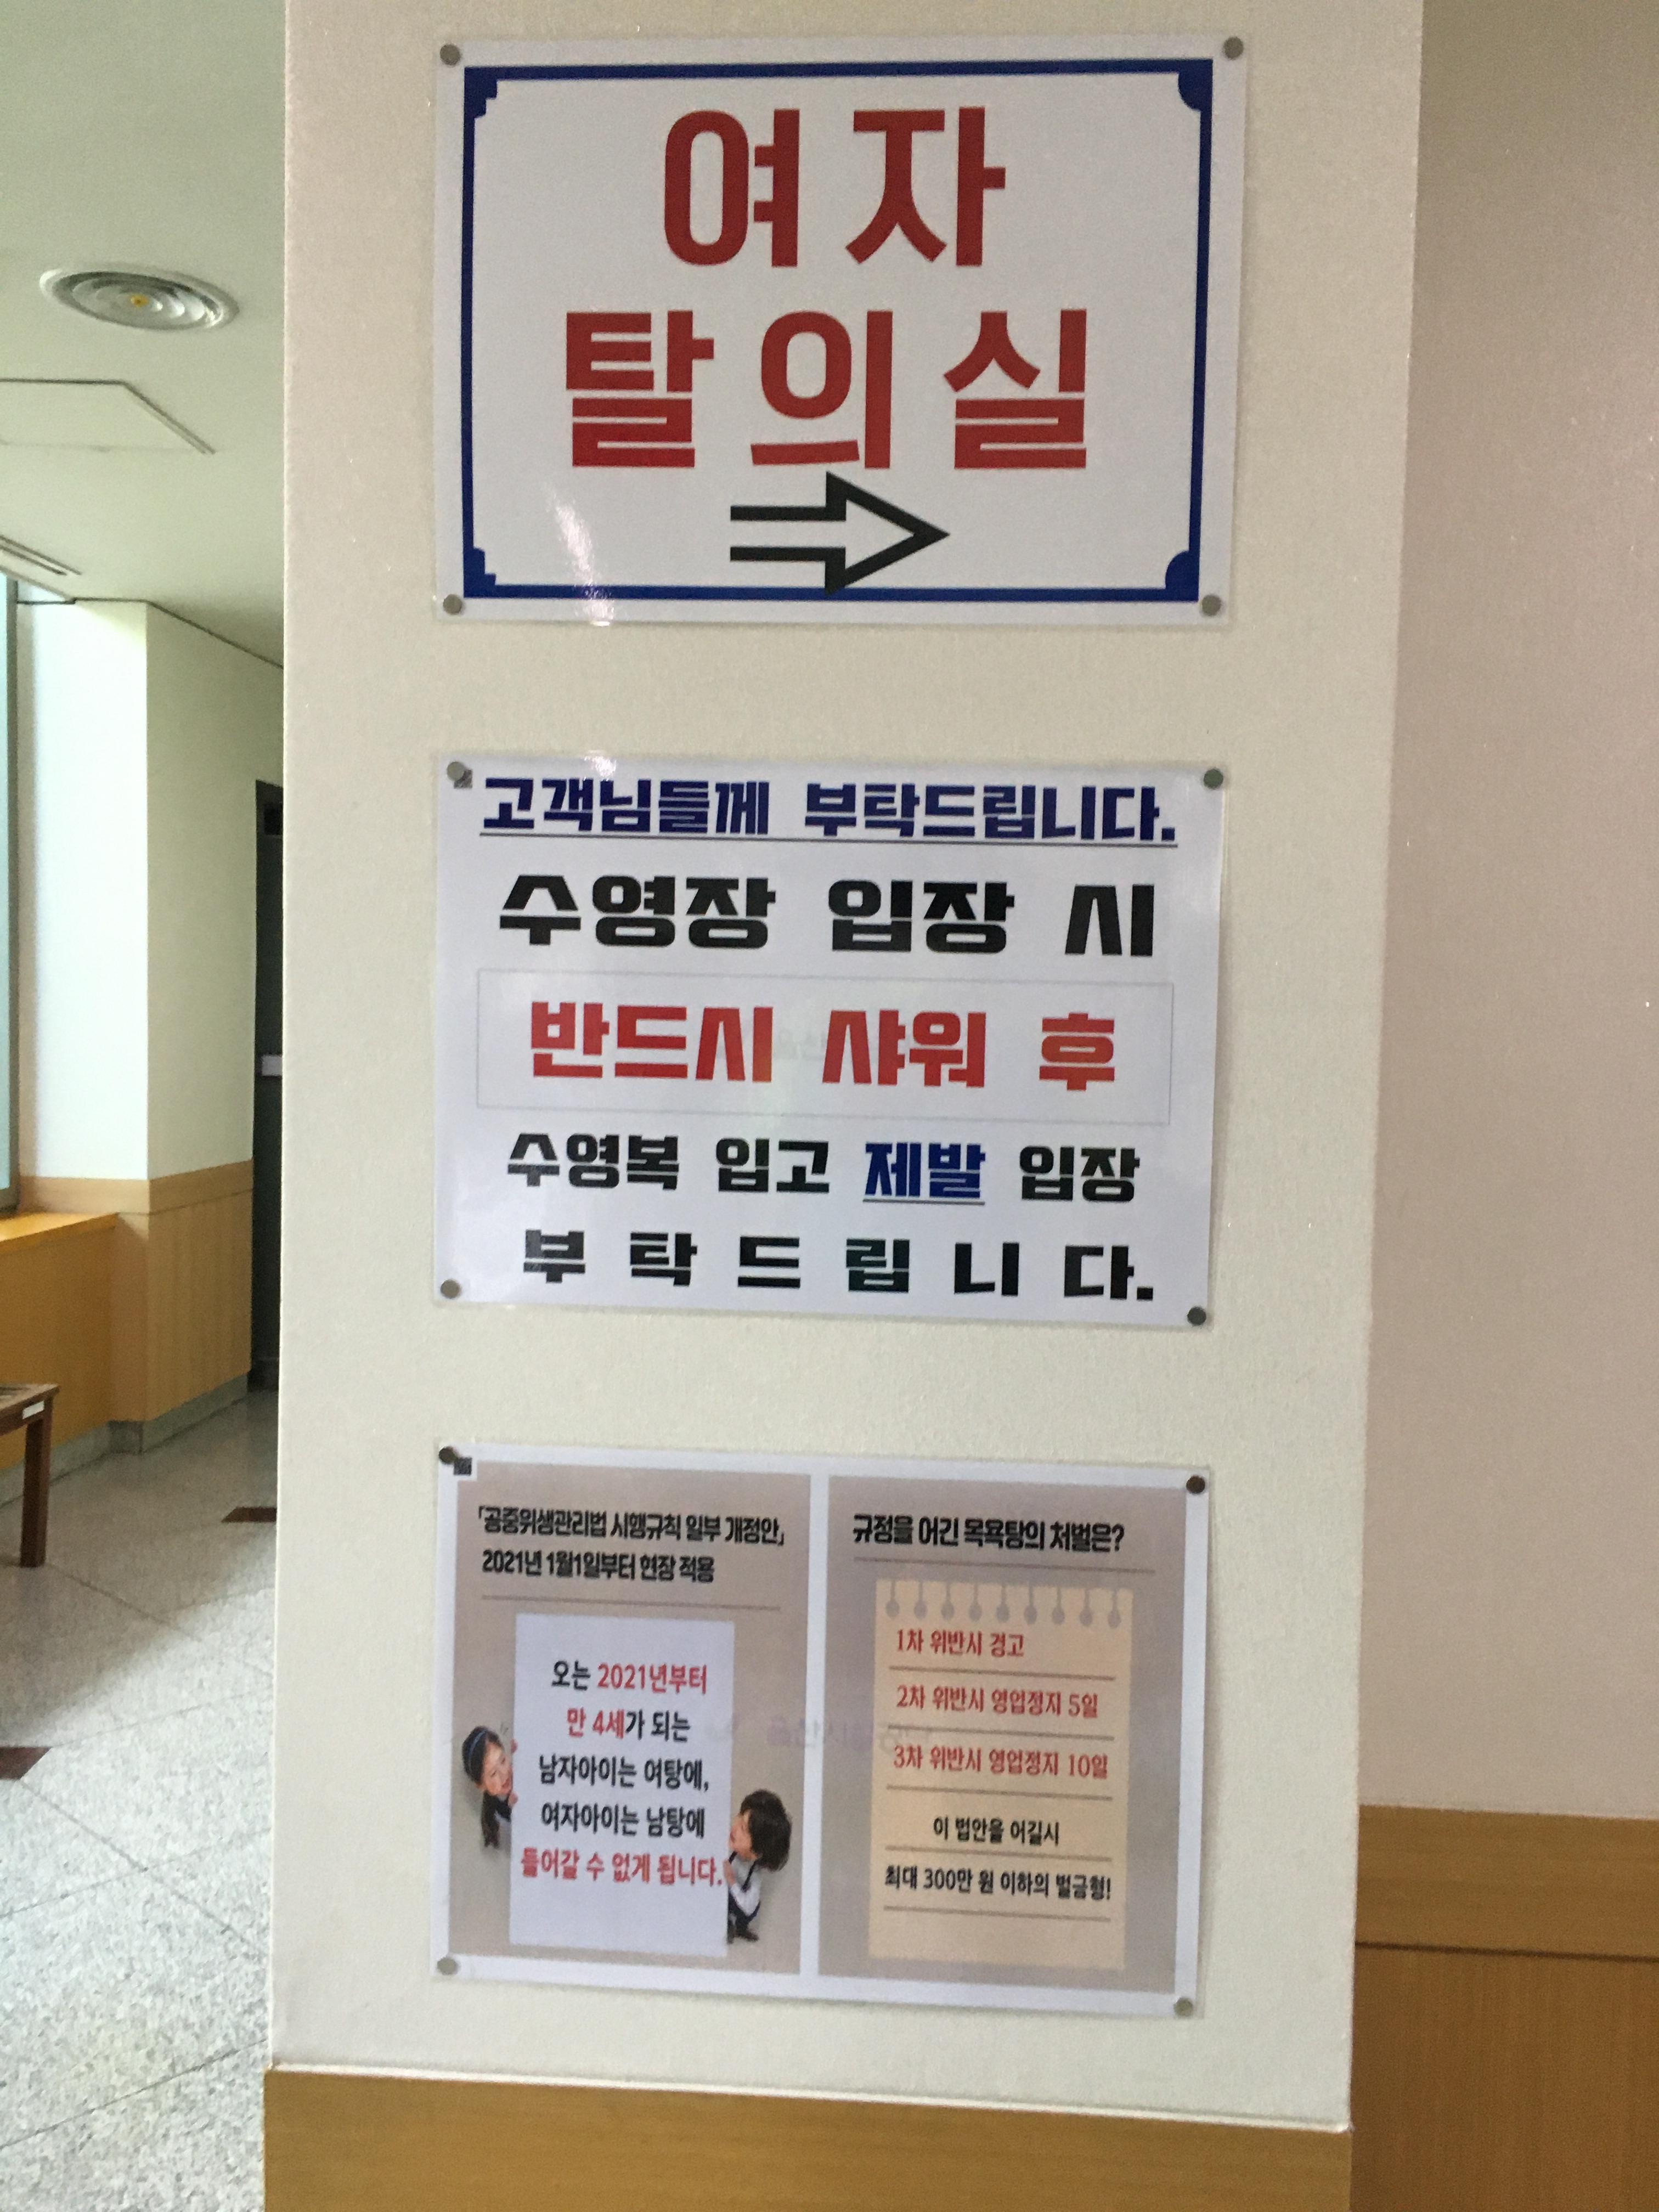 여자
탈의실
고객님들께 부탁드립니다.
수영장 입장 시
반드시 샤워 후
수영복 입고 제발 입장
부 탁 드 립 니 다.
「공중위생관리법 시행규칙 일부 개정안」
2021년 1월1일부터 현장 적용
오는 2021년부터
만 4세가 되는
남자아이는 여탕에,
여자아이는 남탕에
들어갈 수 없게 됩니다.
규정을 어긴 목욕탕의 처벌은?
1차 위반시 경고
2차 위반시 영업정지 5일
3차 위반시 영업정지 10일
이 법안을 어길시
최대 300만 원 이하의 벌금형!